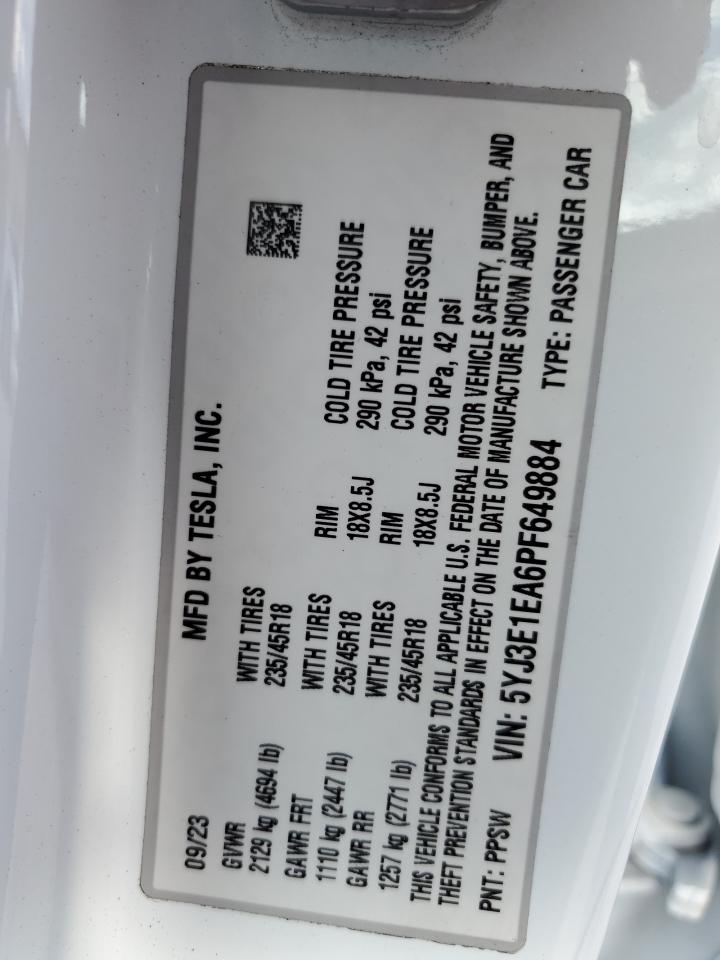 MFD BY TESLA, INC.
09/23
GVWR WITH TIRES
2129 kg (4694 lb) 235/45R18
GAWR FRT WITH TIRES RIM COLD TIRE PRESSURE
1110 kg (2447 lb) 235/45R18 18X8.5J 290 kPa, 42 psi
GAWR RR WITH TIRES RIM COLD TIRE PRESSURE
1257 kg (2771 lb) 235/45R18 18X8.5J 290 kPa, 42 psi
THIS VEHICLE CONFORMS TO ALL APPLICABLE U.S. FEDERAL MOTOR VEHICLE SAFETY, BUMPER, AND
THEFT PREVENTION STANDARDS IN EFFECT ON THE DATE OF MANUFACTURE SHOWN ABOVE.
PNT: PPSW VIN: 5YJ3E1EA6PF649884 TYPE: PASSENGER CAR